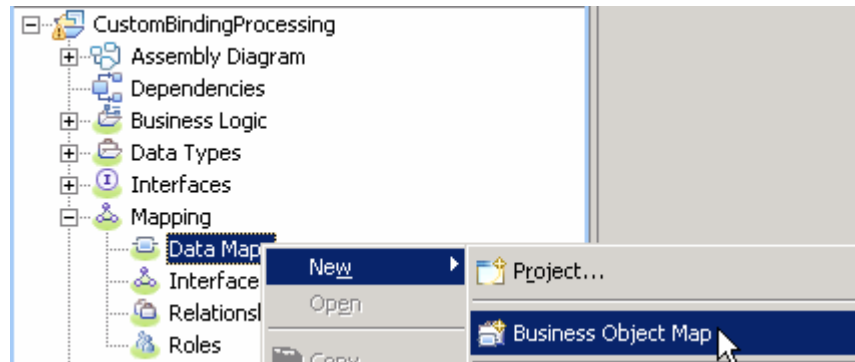 CustomBindingProcessing
Assembly Diagram
Dependencies
Business Logic
Data Types
Interfaces
Mapping
Data Map
New
Project...
Interface
Open
Relationsl
Business Object Map
Roles
Copy